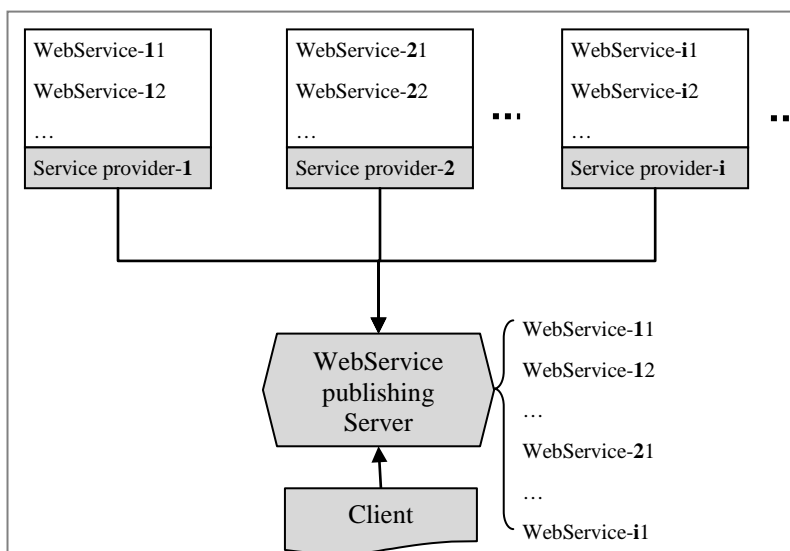 WebService-11
WebService-12
…
Service provider-1
WebService-21
WebService-22
…
Service provider-2
...
WebService-i1
WebService-i2
…
Service provider-i
...
WebService
publishing
Server
WebService-11
WebService-12
…
WebService-21
…
WebService-i1
Client